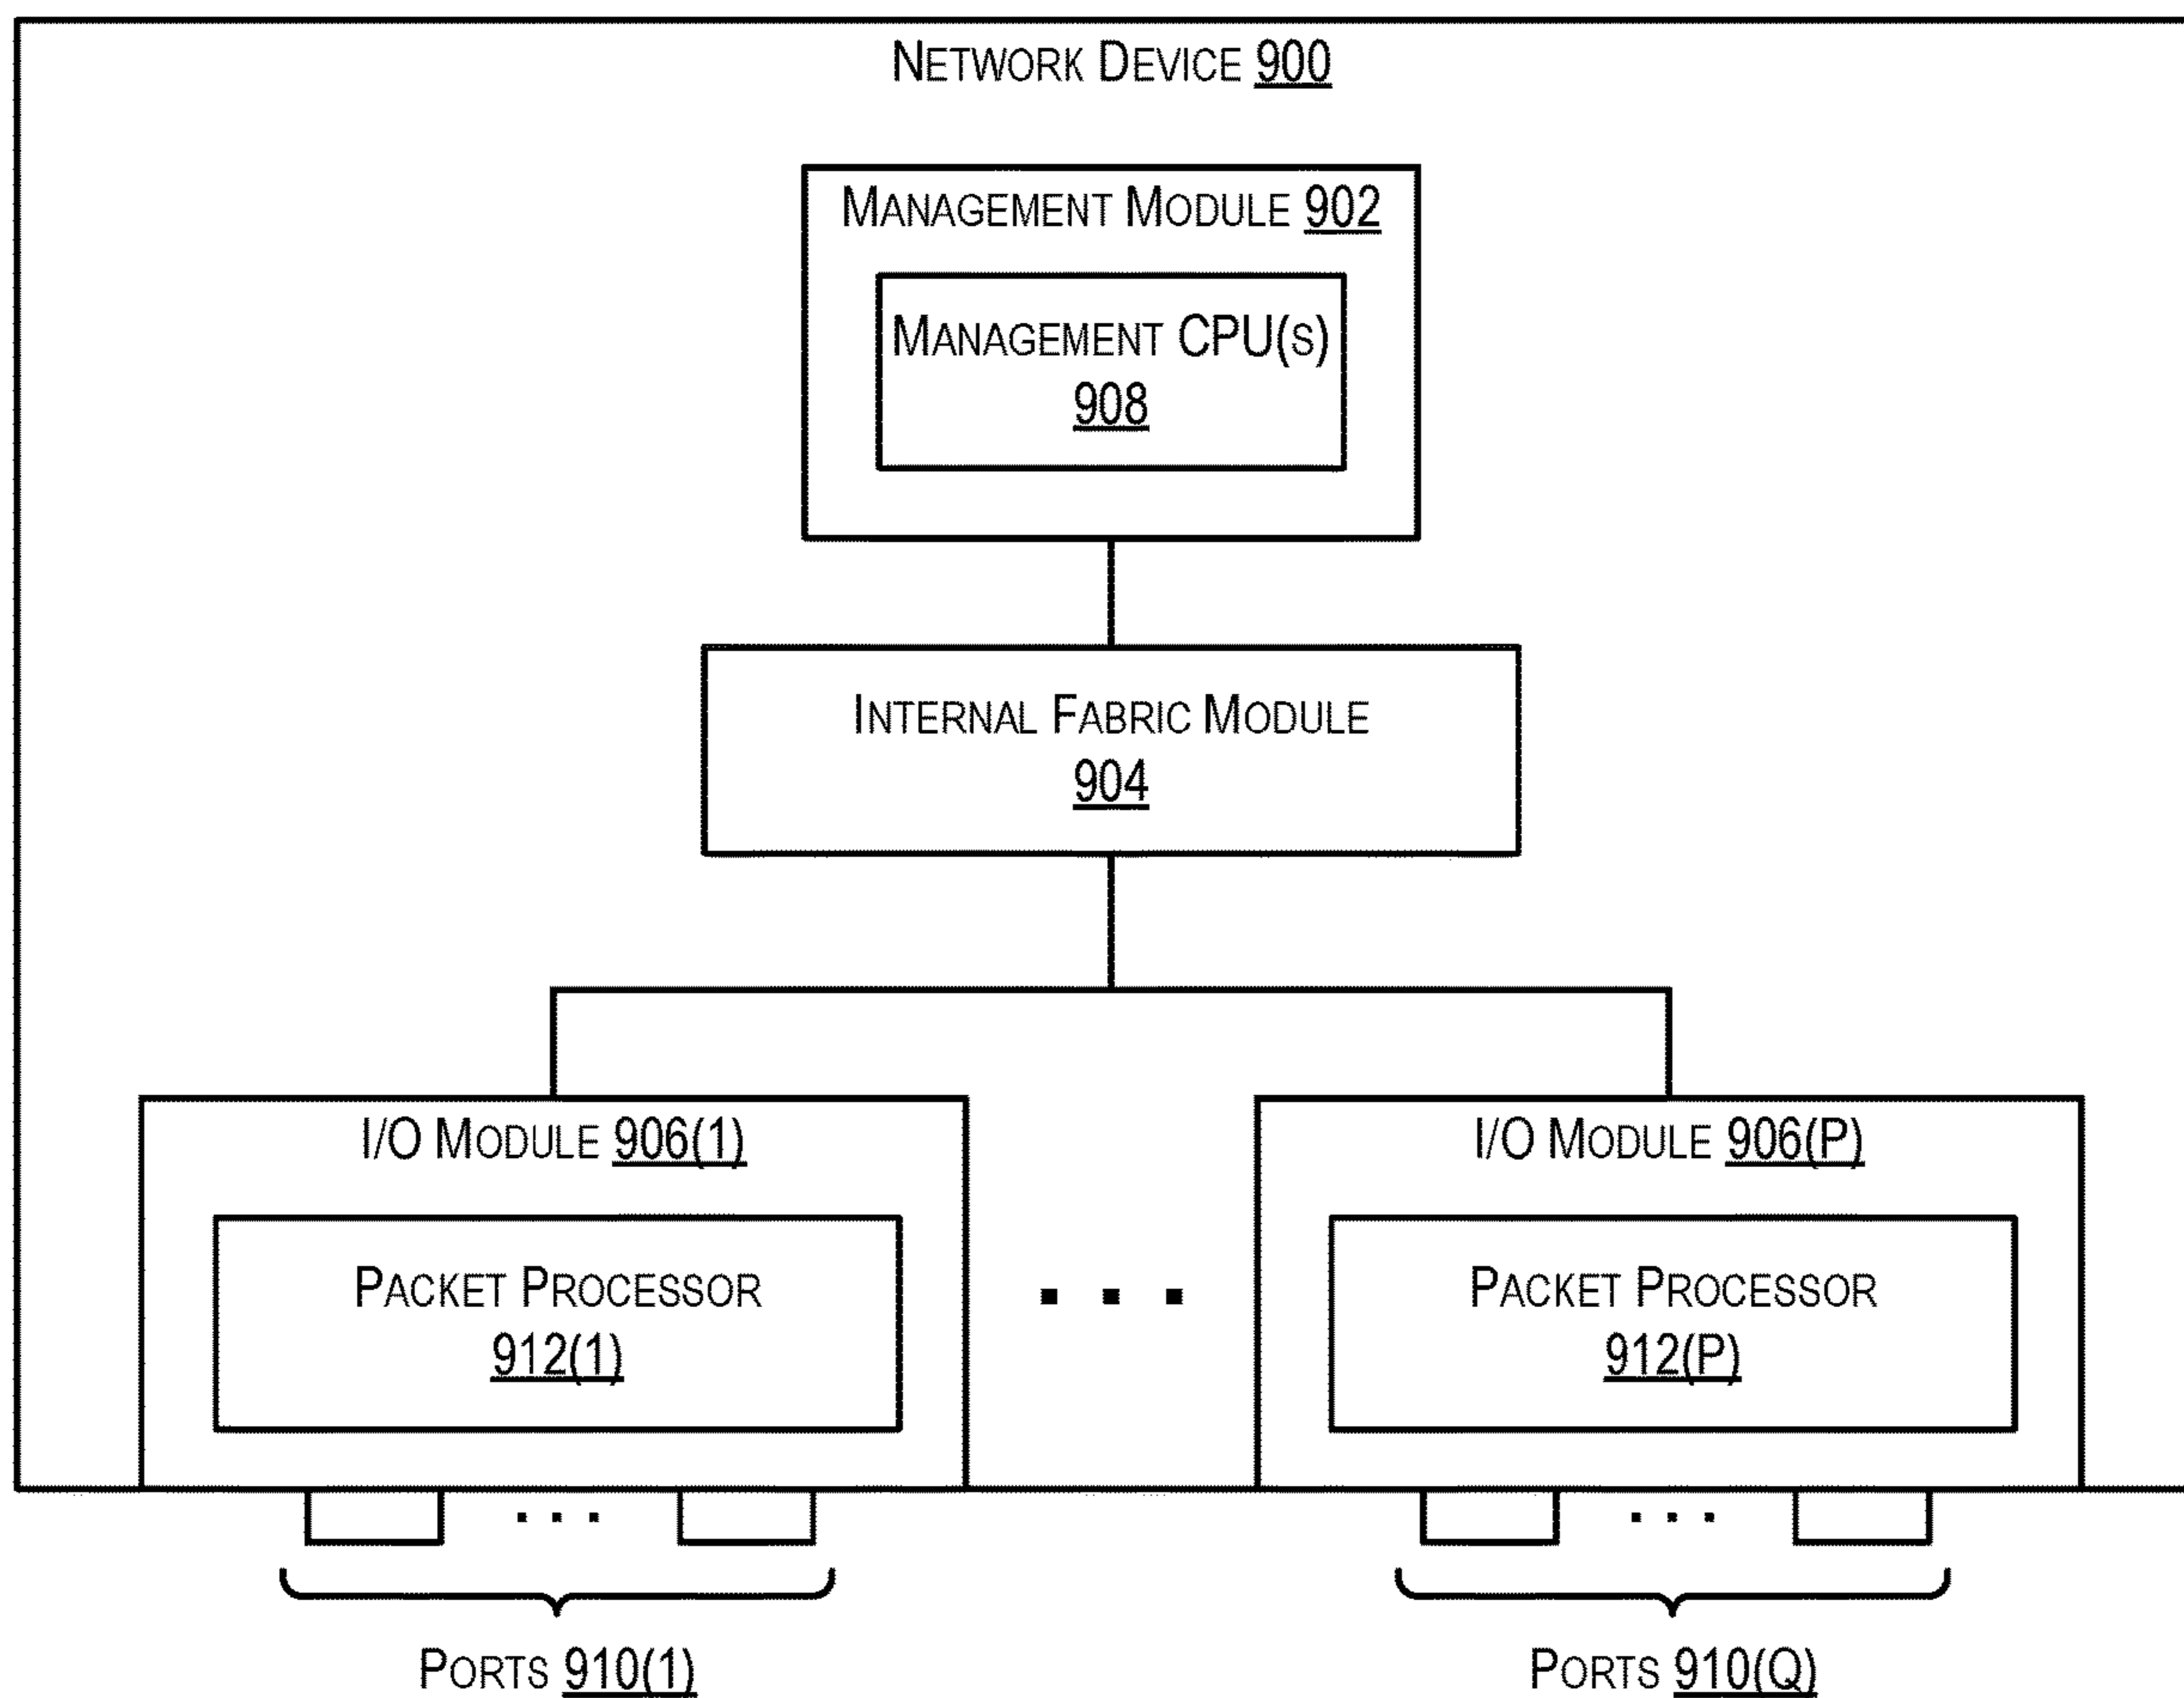 NETWORK DEVICE 900
MANAGEMENT MODULE 902
MANAGEMENT CPU(S)
908
INTERNAL FABRIC MODULE
904
I/O MODULE 906(1)
I/O MODULE 906(P)
PACKET PROCESSOR
912(1)
. . .
PACKET PROCESSOR
912(P)
. . .
. . .
PORTS 910(1)
PORTS 910(Q)